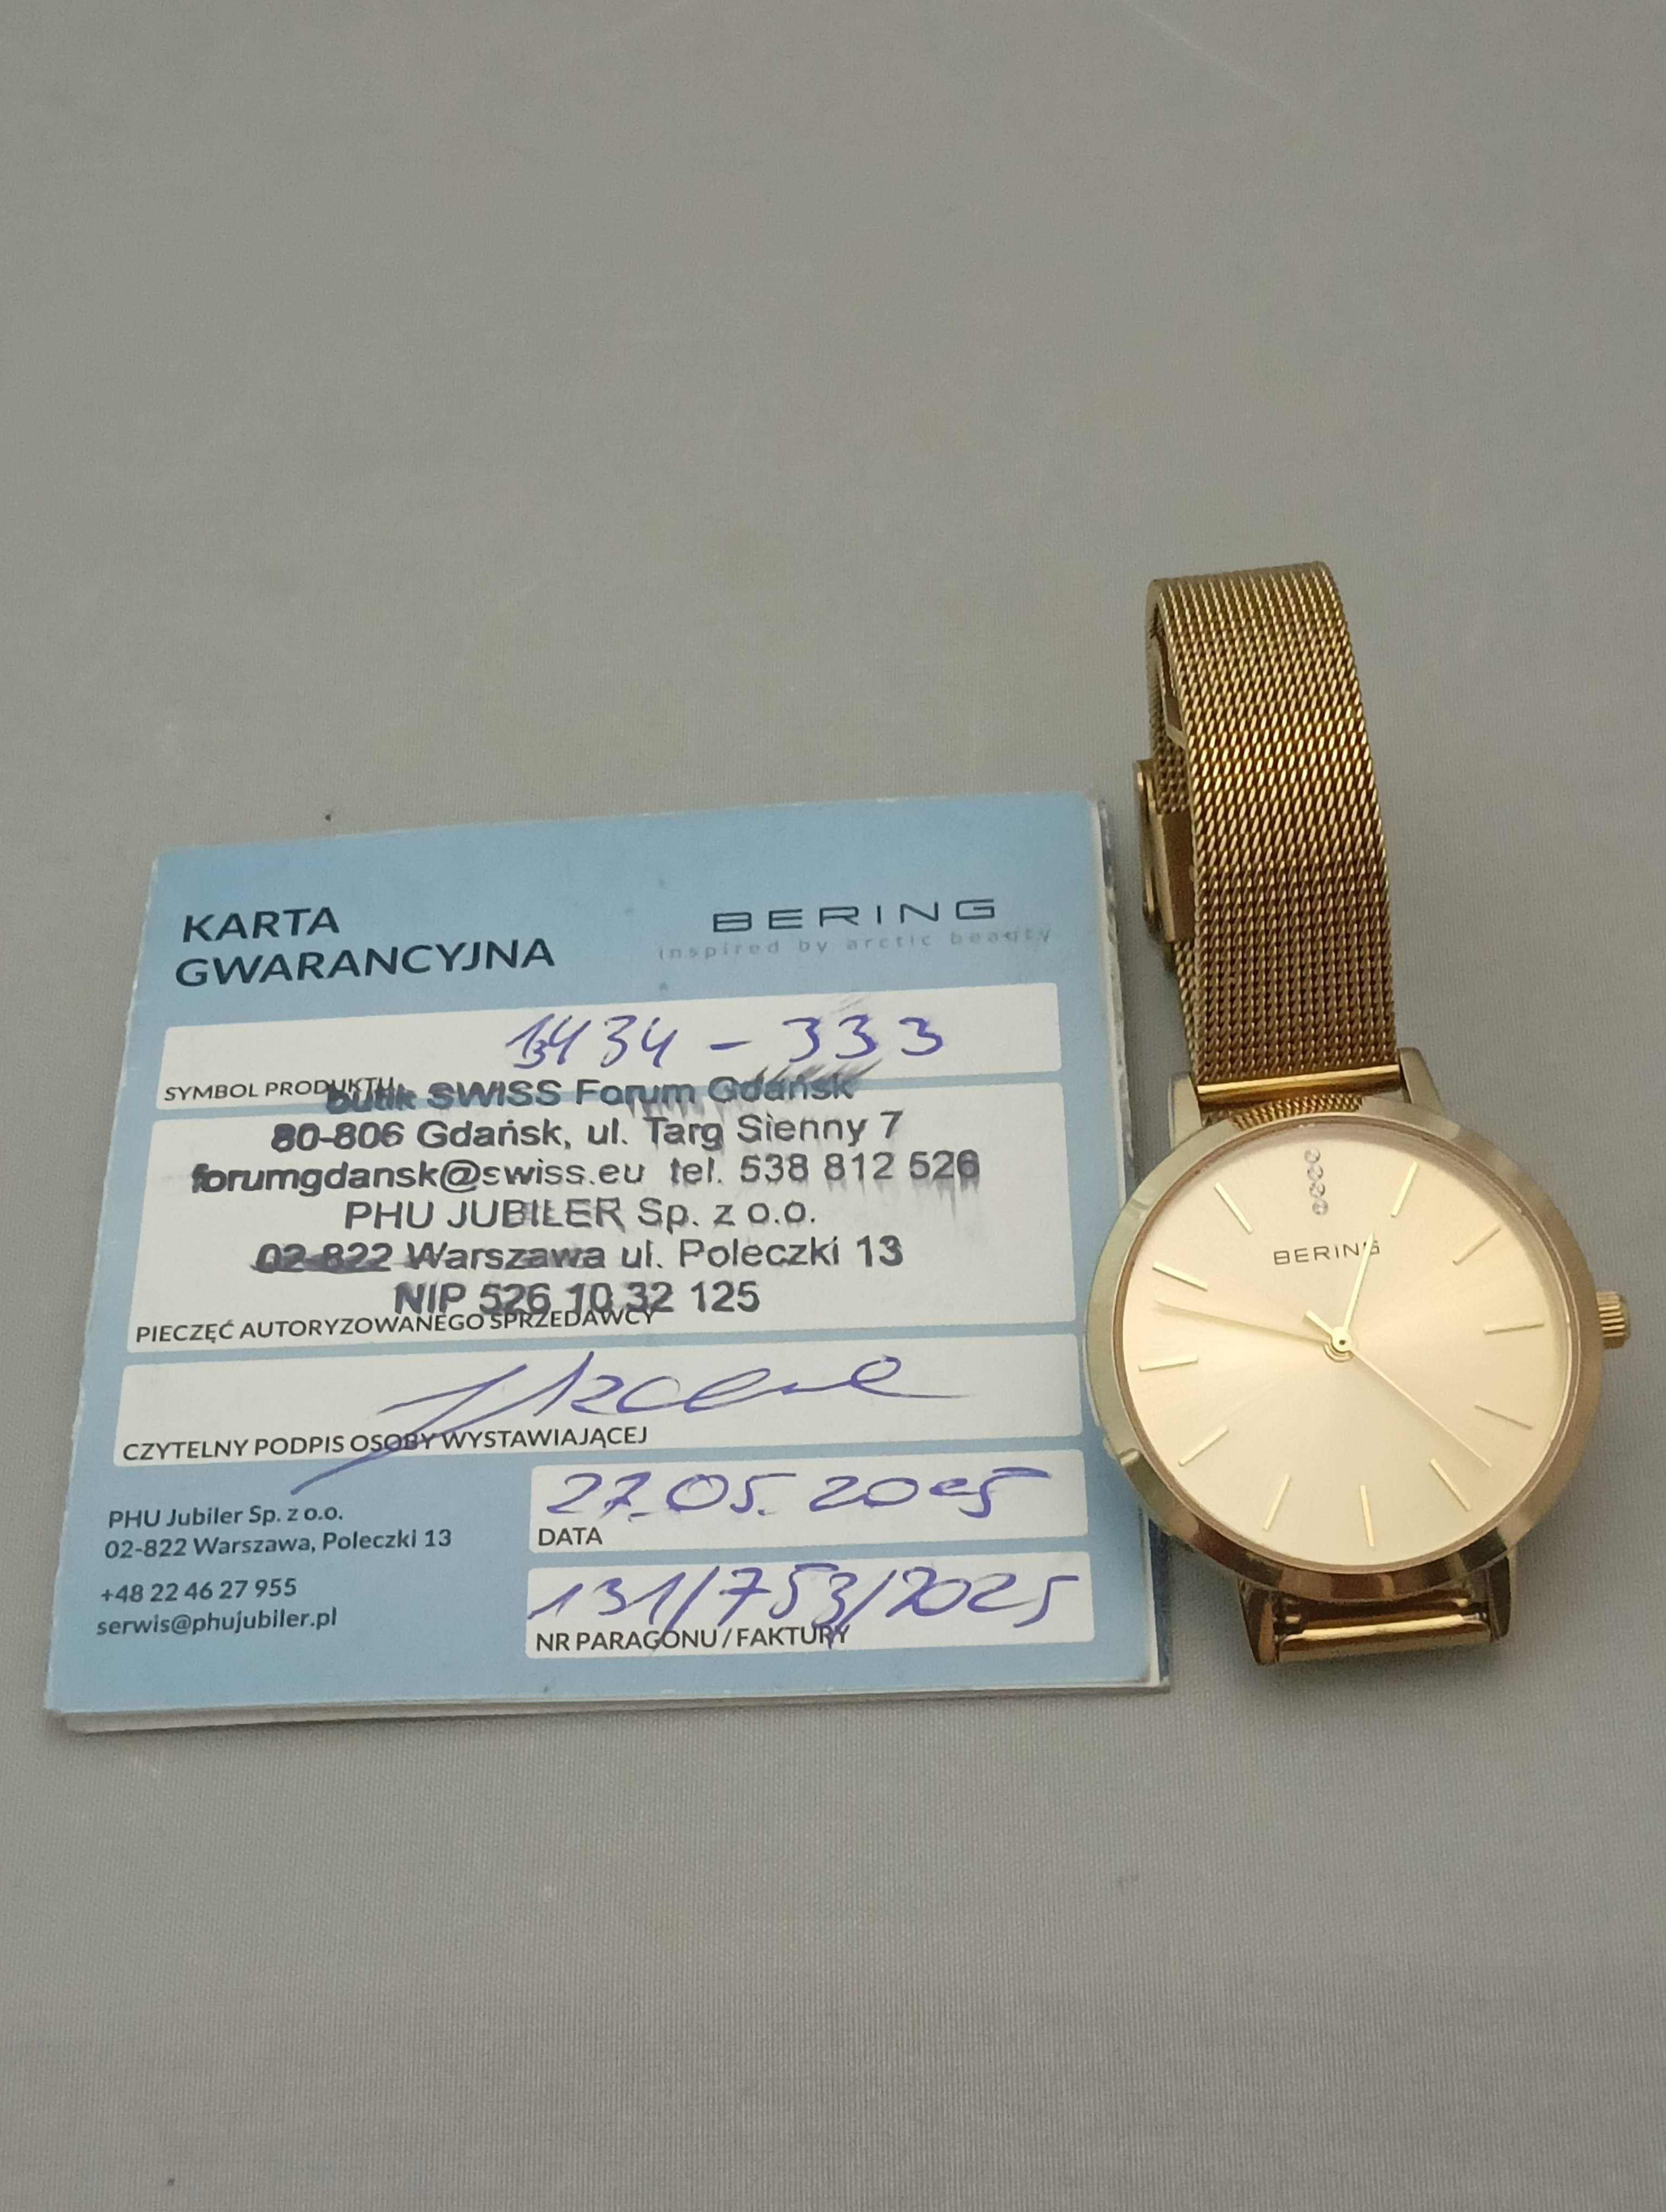 KARTA
GWARANCYJNA
BERING
inspired by arctic beauty
13434-333
SYMBOL PRODUKTU
butik SWISS Forum Gdańsk
80-806 Gdańsk, ul. Targ Sienny 7
forumgdansk@swiss.eu tel. 538 812 526
PHU JUBILER Sp. z o.o.
02-822 Warszawa ul. Poleczki 13
NIP 526 10 32 125
PIECZĘĆ AUTORYZOWANEGO SPRZEDAWCY
CZYTELNY PODPIS OSOBY WYSTAWIAJĄCEJ
PHU Jubiler Sp. z o.o.
02-822 Warszawa, Poleczki 13
+48 22 46 27 955
serwis@phujubiler.pl
27.05.2025
DATA
131/753/2025
NR PARAGONU / FAKTURY
BERING